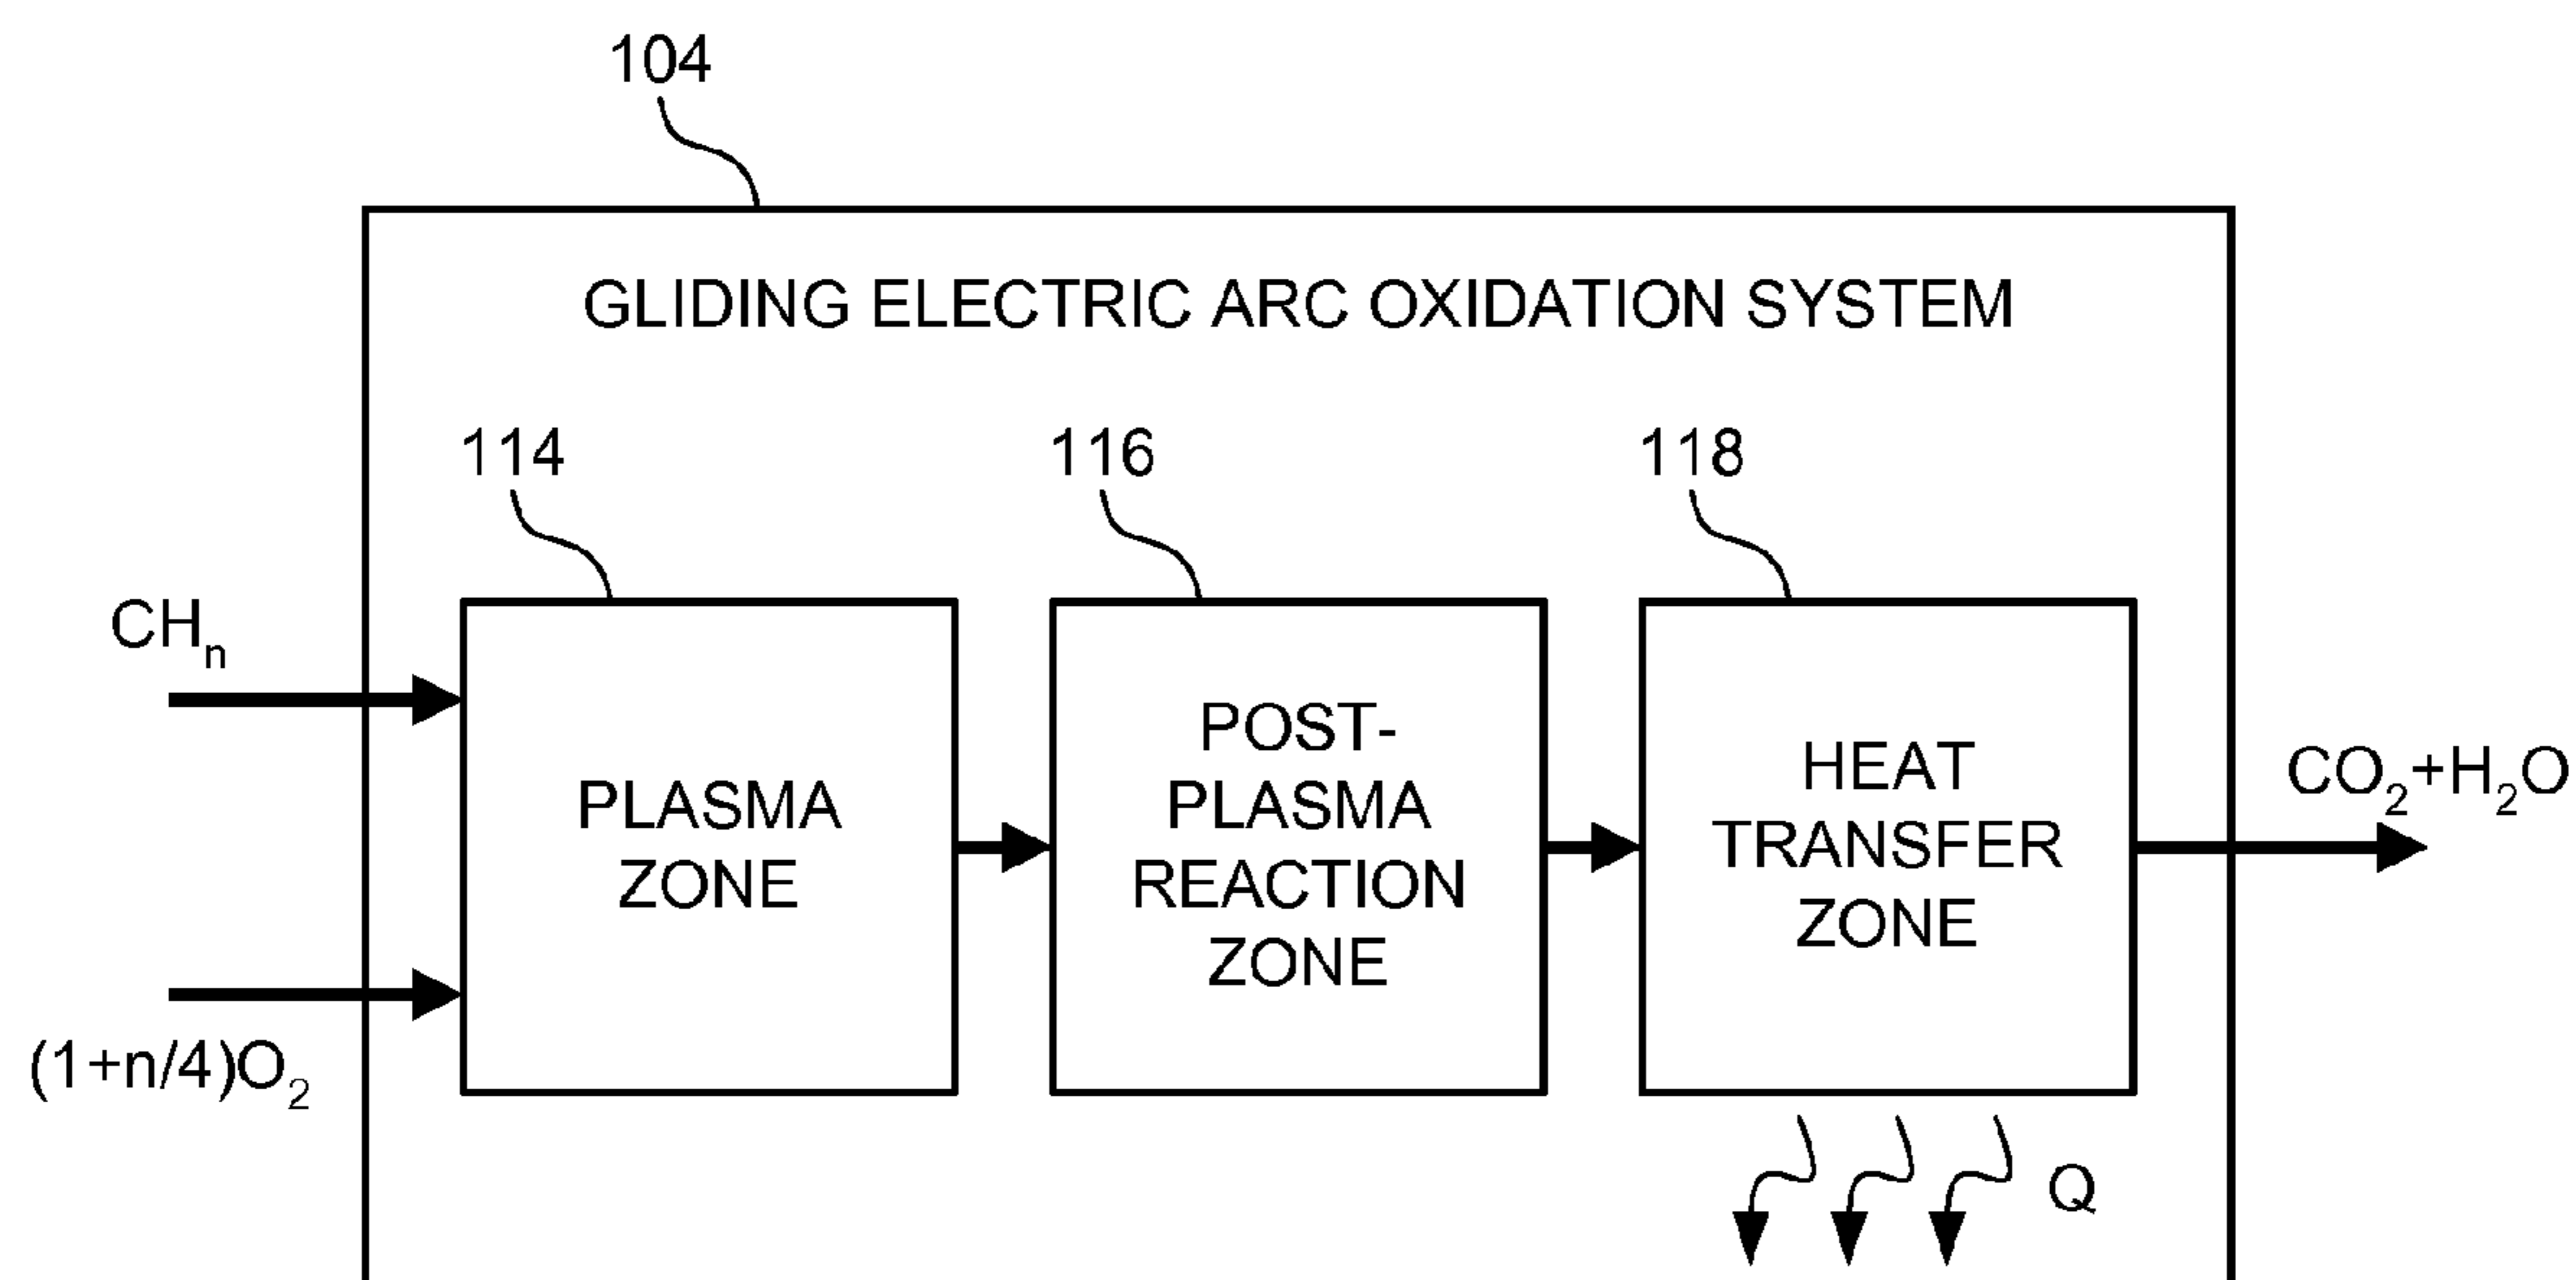 104
GLIDING ELECTRIC ARC OXIDATION SYSTEM
114
116
118
CHₙ
(1+n/4)O₂
PLASMA
ZONE
POST-
PLASMA
REACTION
ZONE
HEAT
TRANSFER
ZONE
CO₂+H₂O
Q